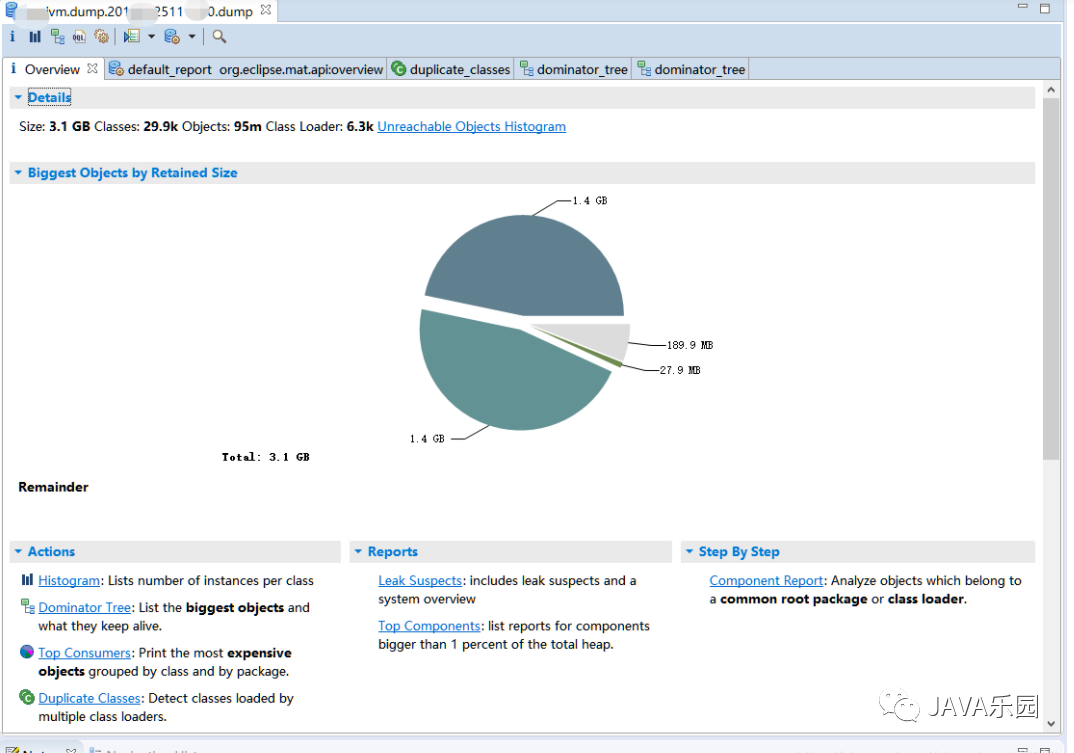 jvm.dump.201 2511 0.dump
Overview default_report org.eclipse.mat.api:overview duplicate_classes dominator_tree dominator_tree
Details
Size: 3.1 GB Classes: 29.9k Objects: 95m Class Loader: 6.3k Unreachable Objects Histogram
Biggest Objects by Retained Size
1.4 GB
189.9 MB
27.9 MB
1.4 GB
Total: 3.1 GB
Remainder
Actions
Histogram: Lists number of instances per class
Dominator Tree: List the biggest objects and
what they keep alive.
Top Consumers: Print the most expensive
objects grouped by class and by package.
Duplicate Classes: Detect classes loaded by
multiple class loaders.
Reports
Leak Suspects: includes leak suspects and a
system overview
Top Components: list reports for components
bigger than 1 percent of the total heap.
Step By Step
Component Report: Analyze objects which belong to
a common root package or class loader.
JAVA乐园